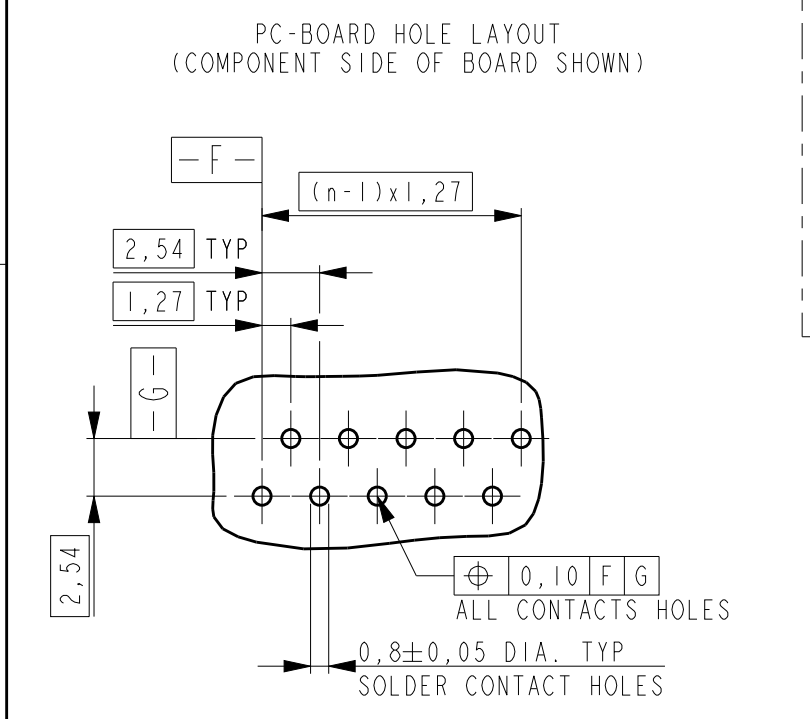 PC-BOARD HOLE LAYOUT
(COMPONENT SIDE OF BOARD SHOWN)
-F-
(n-1)x1,27
2,54 TYP
1,27 TYP
-G-
2,54
⌖ 0,10 F G
ALL CONTACTS HOLES
0,8±0,05 DIA. TYP
SOLDER CONTACT HOLES